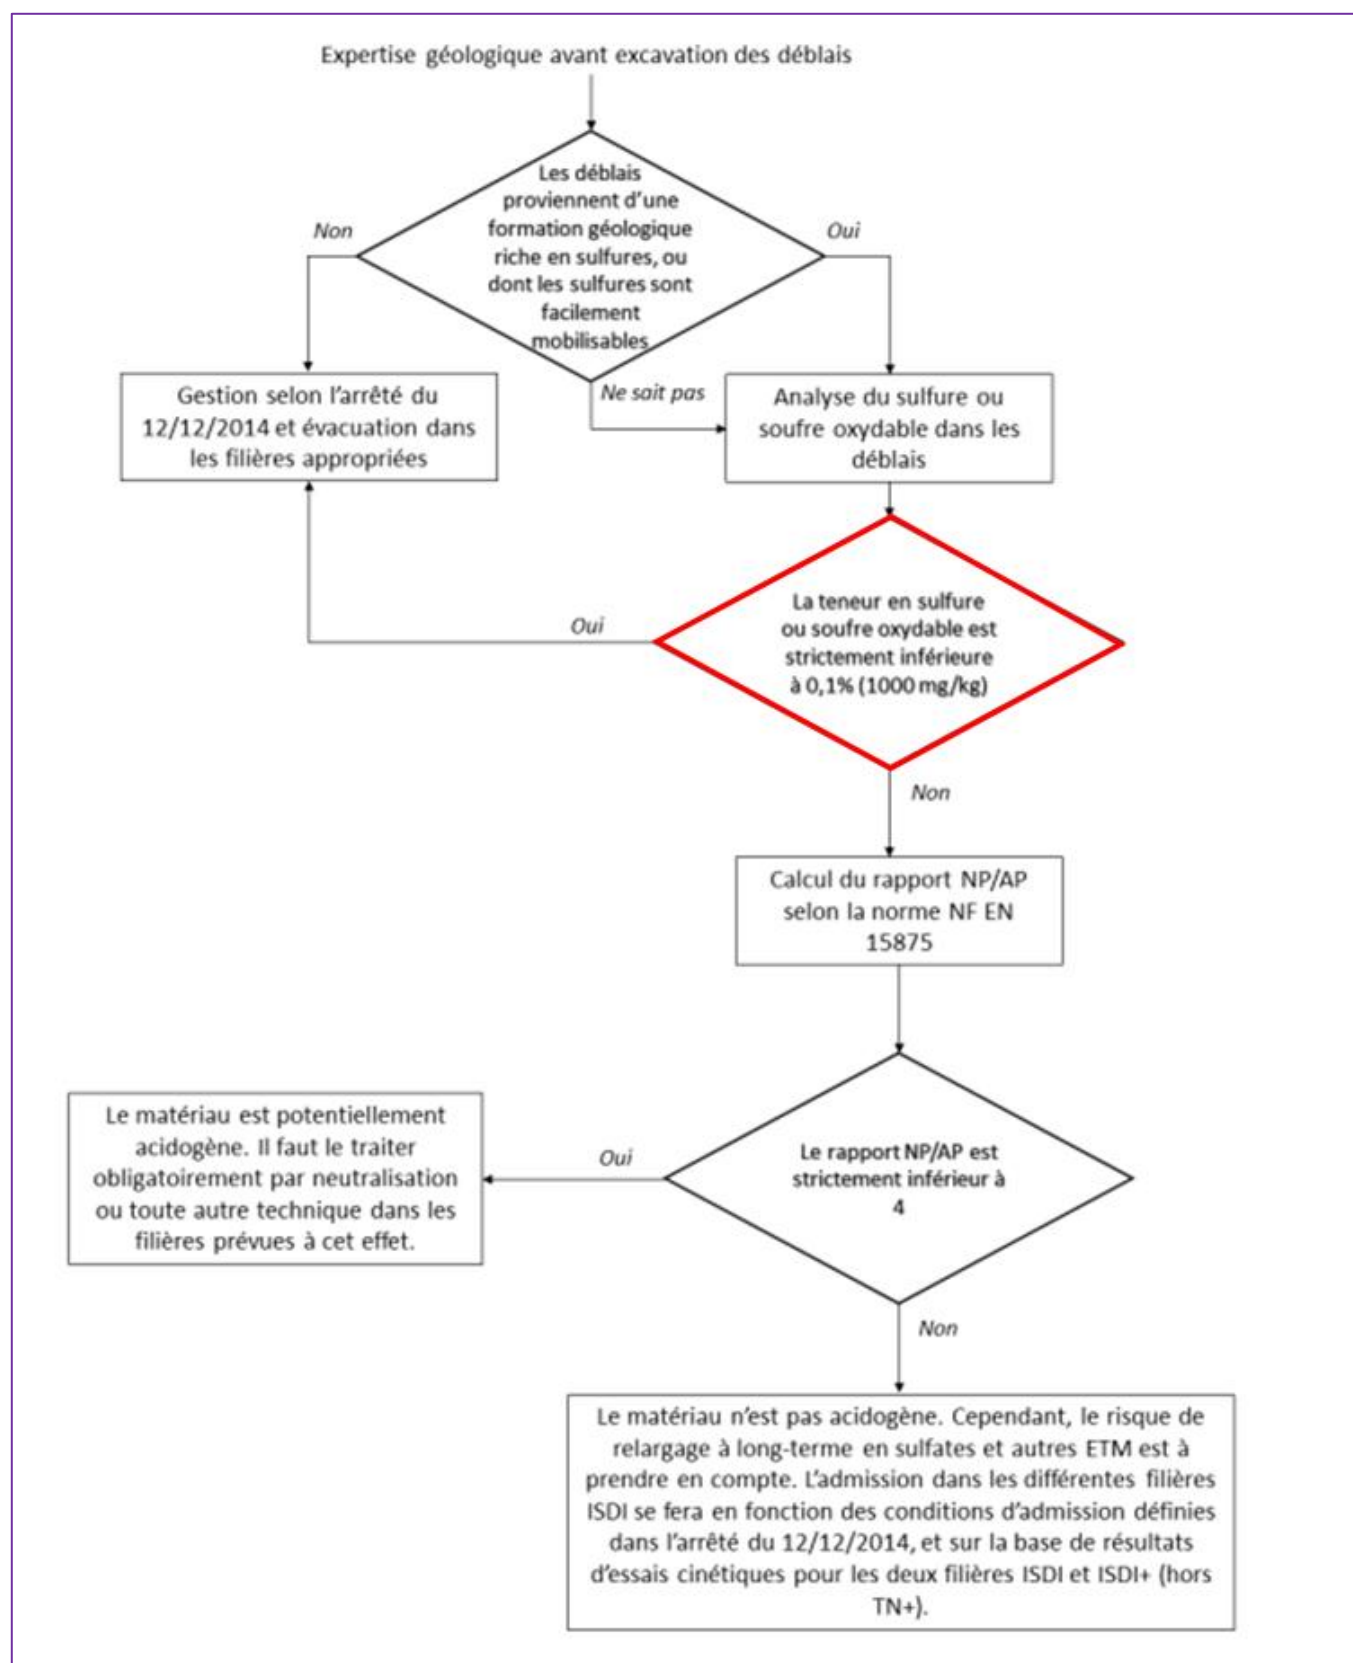 Expertise géologique avant excavation des déblais
Les déblais
proviennent d'une
formation géologique
riche en sulfures, ou
dont les sulfures sont
facilement
mobilisables
Non
Oui
Ne sait pas
Gestion selon l'arrêté du
12/12/2014 et évacuation dans
les filières appropriées
Analyse du sulfure ou
soufre oxydable dans les
déblais
La teneur en sulfure
ou soufre oxydable est
strictement inférieure
à 0,1% (1000 mg/kg)
Oui
Non
Calcul du rapport NP/AP
selon la norme NF EN
15875
Le rapport NP/AP est
strictement inférieur à
4
Oui
Le matériau est potentiellement
acidogène. Il faut le traiter
obligatoirement par neutralisation
ou toute autre technique dans les
filières prévues à cet effet.
Non
Le matériau n'est pas acidogène. Cependant, le risque de
relargage à long-terme en sulfates et autres ETM est à
prendre en compte. L'admission dans les différentes filières
ISDI se fera en fonction des conditions d'admission définies
dans l'arrêté du 12/12/2014, et sur la base de résultats
d'essais cinétiques pour les deux filières ISDI et ISDI+ (hors
TN+).